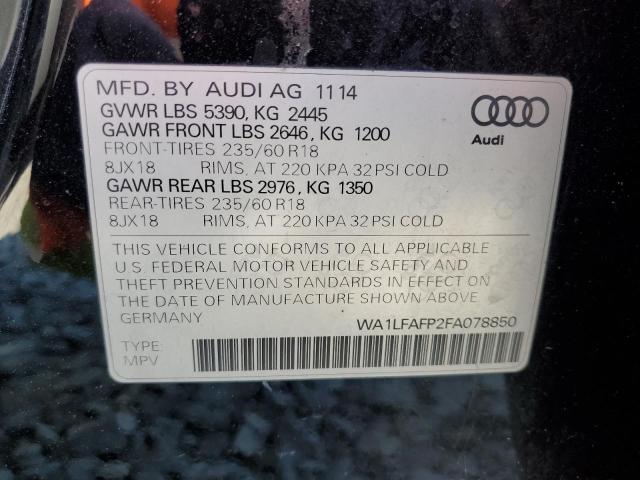 MFD. BY AUDI AG 11 14
GVWR LBS 5390, KG 2445
GAWR FRONT LBS 2646, KG 1200
FRONT-TIRES 235/60 R18
8JX18 RIMS, AT 220 KPA 32 PSI COLD
GAWR REAR LBS 2976, KG 1350
REAR-TIRES 235/60 R18
8JX18 RIMS, AT 220 KPA 32 PSI COLD
Audi
THIS VEHICLE CONFORMS TO ALL APPLICABLE
U.S. FEDERAL MOTOR VEHICLE SAFETY AND
THEFT PREVENTION STANDARDS IN EFFECT ON
THE DATE OF MANUFACTURE SHOWN ABOVE
GERMANY
WA1LFAFP2FA078850
TYPE:
MPV